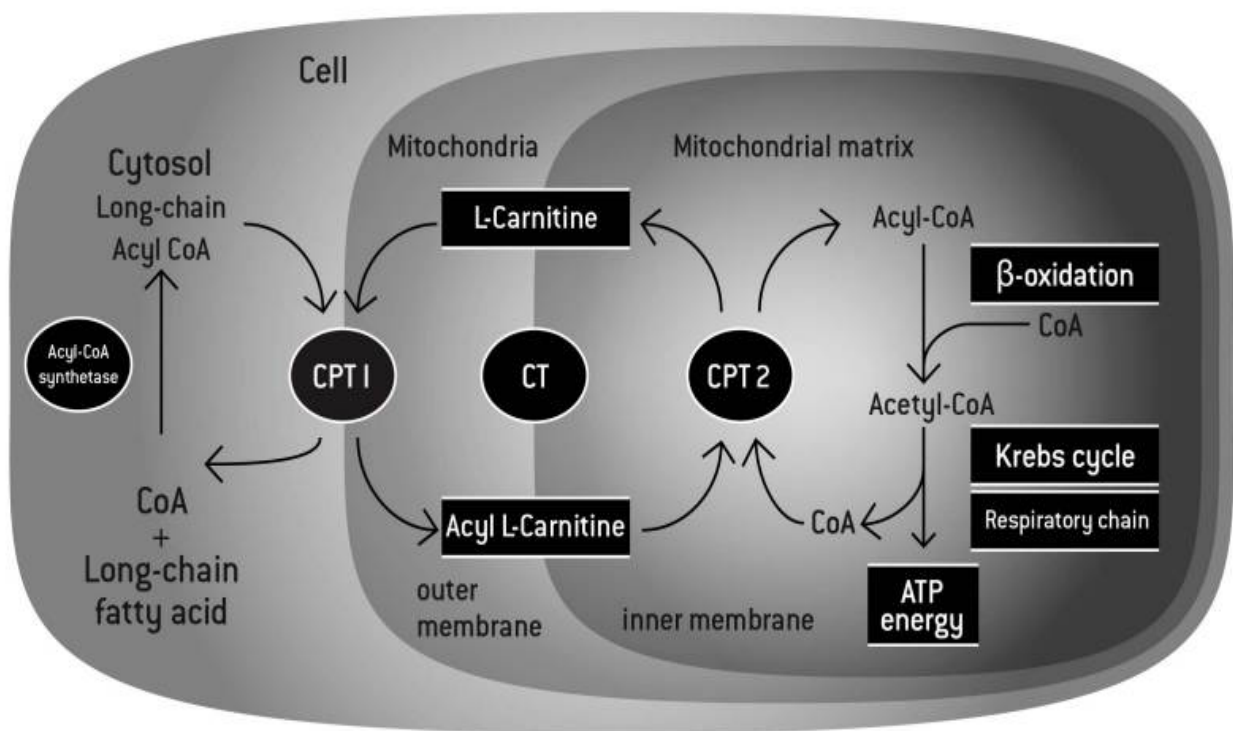 Cell
Cytosol
Long-chain
Acyl CoA
Acyl-CoA
synthetase
CoA
+
Long-chain
fatty acid
CPT I
Mitochondria
L-Carnitine
CT
Acyl L-Carnitine
outer
membrane
Mitochondrial matrix
CPT 2
inner membrane
Acyl-CoA
β-oxidation
CoA
Acetyl-CoA
Krebs cycle
Respiratory chain
CoA
ATP
energy